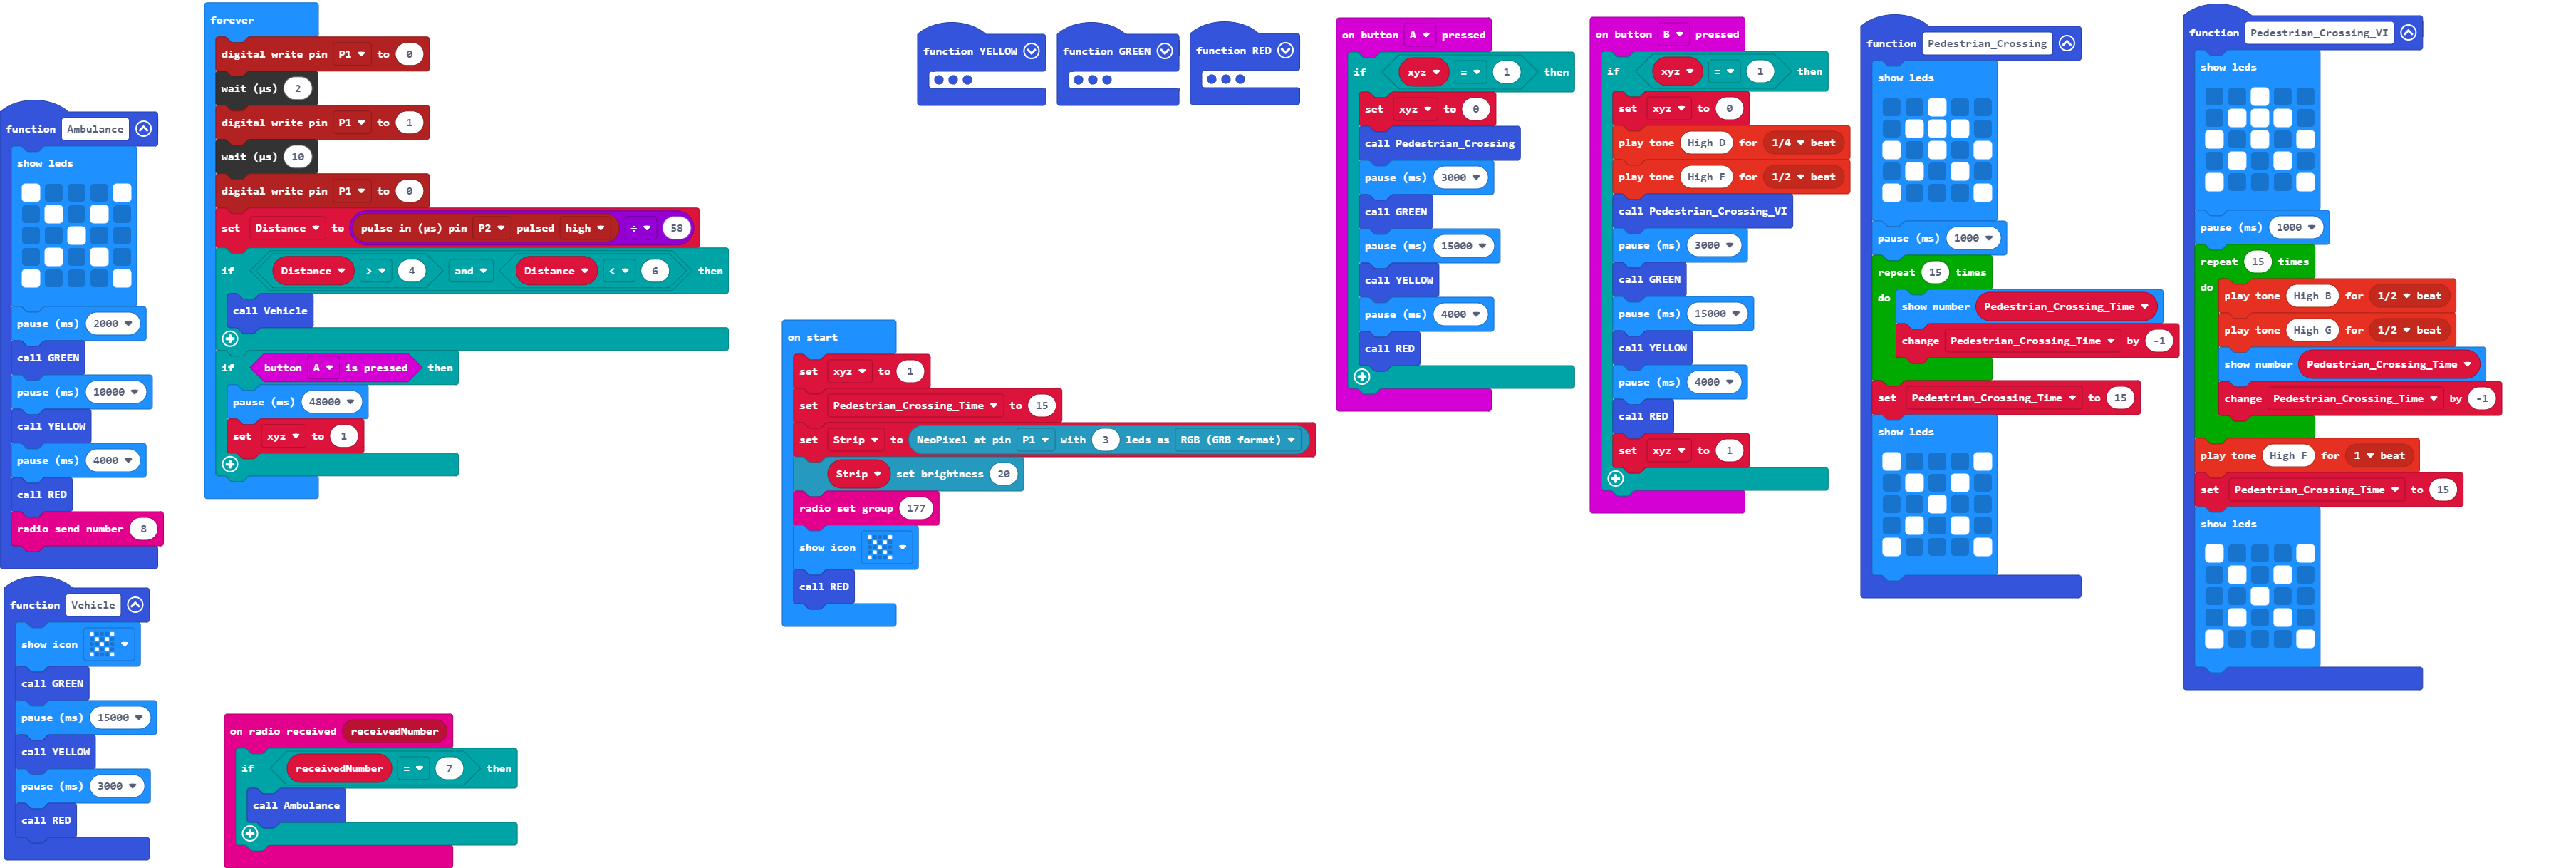 function Ambulance
show leds
pause (ms) 2000
call GREEN
pause (ms) 10000
call YELLOW
pause (ms) 4000
call RED
radio send number 8
function Vehicle
show icon
call GREEN
pause (ms) 15000
call YELLOW
pause (ms) 3000
call RED
forever
digital write pin P1 to 0
wait (µs) 2
digital write pin P1 to 1
wait (µs) 10
digital write pin P1 to 0
set Distance to pulse in (µs) pin P2 pulsed high ÷ 58
if Distance > 4 and Distance < 6 then
call Vehicle
if button A is pressed then
pause (ms) 48000
set xyz to 1
on radio received receivedNumber
if receivedNumber = 7 then
call Ambulance
on start
set xyz to 1
set Pedestrian_Crossing_Time to 15
set Strip to NeoPixel at pin P1 with 3 leds as RGB (GRB format)
Strip set brightness 20
radio set group 177
show icon
call RED
function YELLOW
function GREEN
function RED
on button A pressed
if xyz = 1 then
set xyz to 0
call Pedestrian_Crossing
pause (ms) 3000
call GREEN
pause (ms) 15000
call YELLOW
pause (ms) 4000
call RED
on button B pressed
if xyz = 1 then
set xyz to 0
play tone High D for 1/4 beat
play tone High F for 1/2 beat
call Pedestrian_Crossing_VI
pause (ms) 3000
call GREEN
pause (ms) 15000
call YELLOW
pause (ms) 4000
call RED
set xyz to 1
function Pedestrian_Crossing
show leds
pause (ms) 1000
repeat 15 times
do show number Pedestrian_Crossing_Time
change Pedestrian_Crossing_Time by -1
set Pedestrian_Crossing_Time to 15
show leds
function Pedestrian_Crossing_VI
show leds
pause (ms) 1000
repeat 15 times
do play tone High B for 1/2 beat
play tone High G for 1/2 beat
show number Pedestrian_Crossing_Time
change Pedestrian_Crossing_Time by -1
play tone High F for 1 beat
set Pedestrian_Crossing_Time to 15
show leds